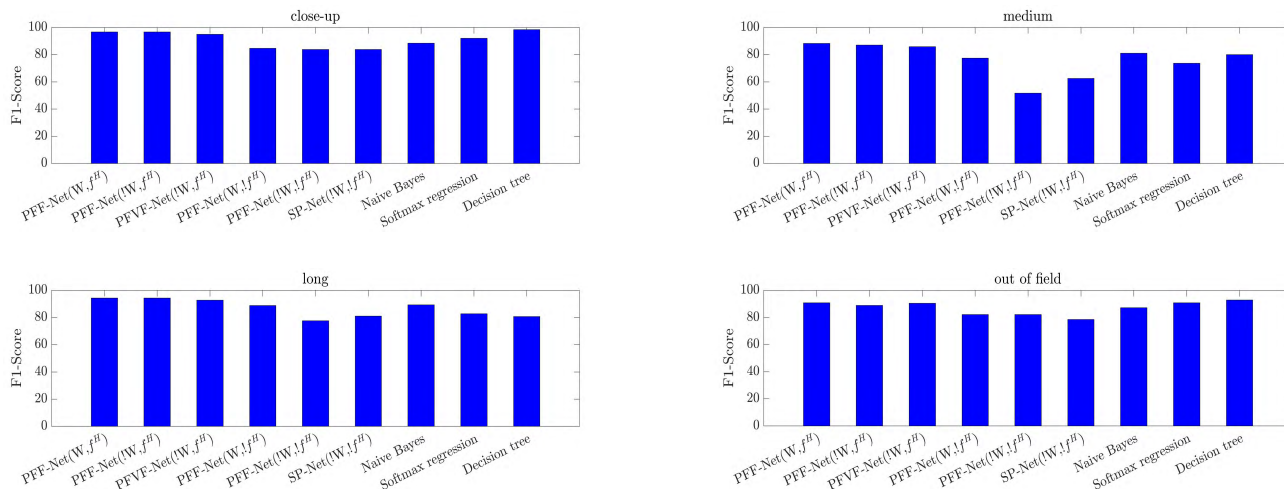 close-up
100
80
60
40
20
0
F1-Score
PFF-Net(W,f^H)
PFF-Net(!W,f^H)
PFVF-Net(!W,f^H)
PFF-Net(W,!f^H)
PFF-Net(!W,!f^H)
SP-Net(!W,!f^H)
Naive Bayes
Softmax regression
Decision tree
medium
100
80
60
40
20
0
F1-Score
PFF-Net(W,f^H)
PFF-Net(!W,f^H)
PFVF-Net(!W,f^H)
PFF-Net(W,!f^H)
PFF-Net(!W,!f^H)
SP-Net(!W,!f^H)
Naive Bayes
Softmax regression
Decision tree
long
100
80
60
40
20
0
F1-Score
PFF-Net(W,f^H)
PFF-Net(!W,f^H)
PFVF-Net(!W,f^H)
PFF-Net(W,!f^H)
PFF-Net(!W,!f^H)
SP-Net(!W,!f^H)
Naive Bayes
Softmax regression
Decision tree
out of field
100
80
60
40
20
0
F1-Score
PFF-Net(W,f^H)
PFF-Net(!W,f^H)
PFVF-Net(!W,f^H)
PFF-Net(W,!f^H)
PFF-Net(!W,!f^H)
SP-Net(!W,!f^H)
Naive Bayes
Softmax regression
Decision tree